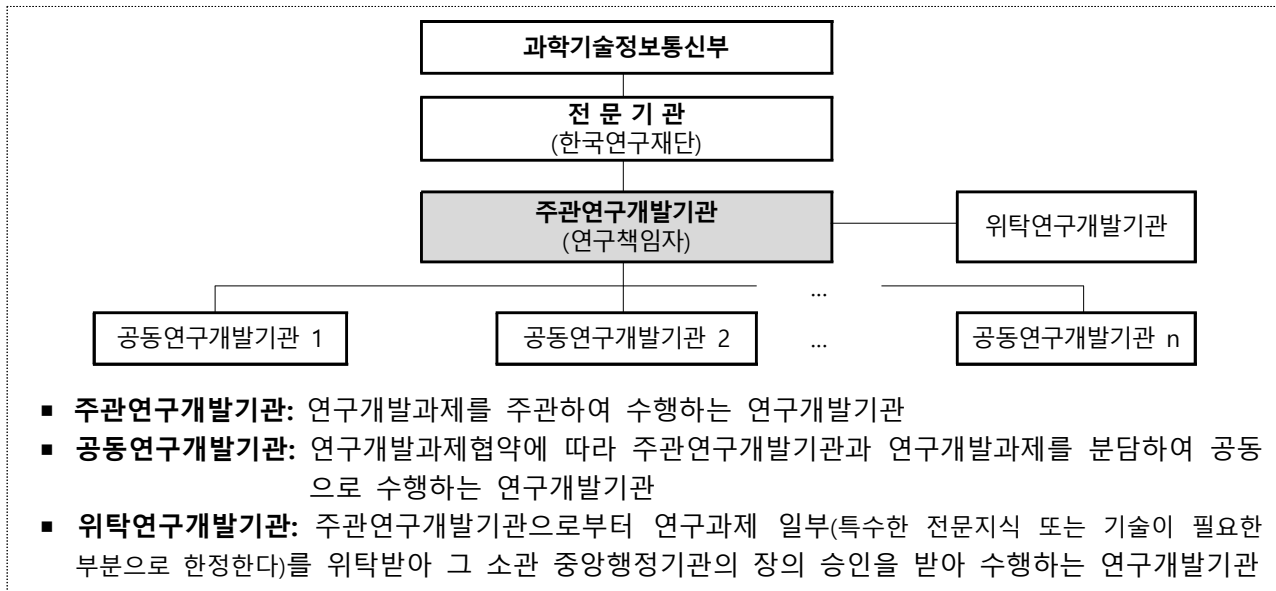 과학기술정보통신부
전 문 기 관
(한국연구재단)
주관연구개발기관
(연구책임자)
위탁연구개발기관
...
공동연구개발기관 1
공동연구개발기관 2
...
공동연구개발기관 n
▪ 주관연구개발기관: 연구개발과제를 주관하여 수행하는 연구개발기관
▪ 공동연구개발기관: 연구개발과제협약에 따라 주관연구개발기관과 연구개발과제를 분담하여 공동
으로 수행하는 연구개발기관
▪ 위탁연구개발기관: 주관연구개발기관으로부터 연구과제 일부(특수한 전문지식 또는 기술이 필요한
부분으로 한정한다)를 위탁받아 그 소관 중앙행정기관의 장의 승인을 받아 수행하는 연구개발기관